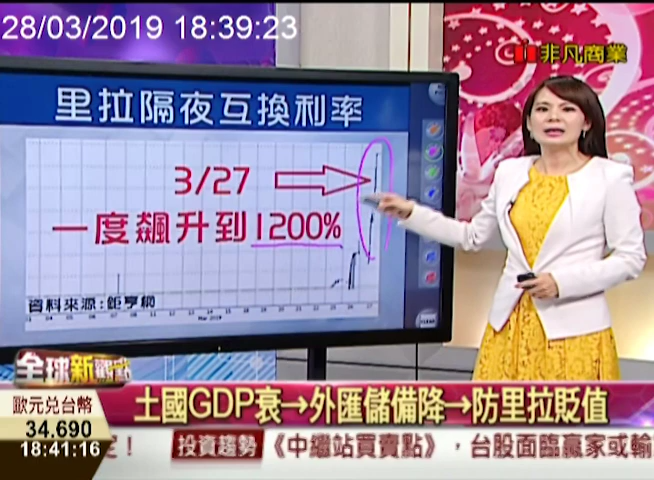 28/03/2019 18:39:23
非凡商業
里拉隔夜互換利率
3/27
一度飆升到1200%
資料來源:鉅亨網
Mar 2019
全球新觀點
土國GDP衰→外匯儲備降→防里拉貶值
歐元兌台幣
34.690
18:41:16
！ 投資趨勢 《中繼站買賣點》，台股面臨贏家或輸